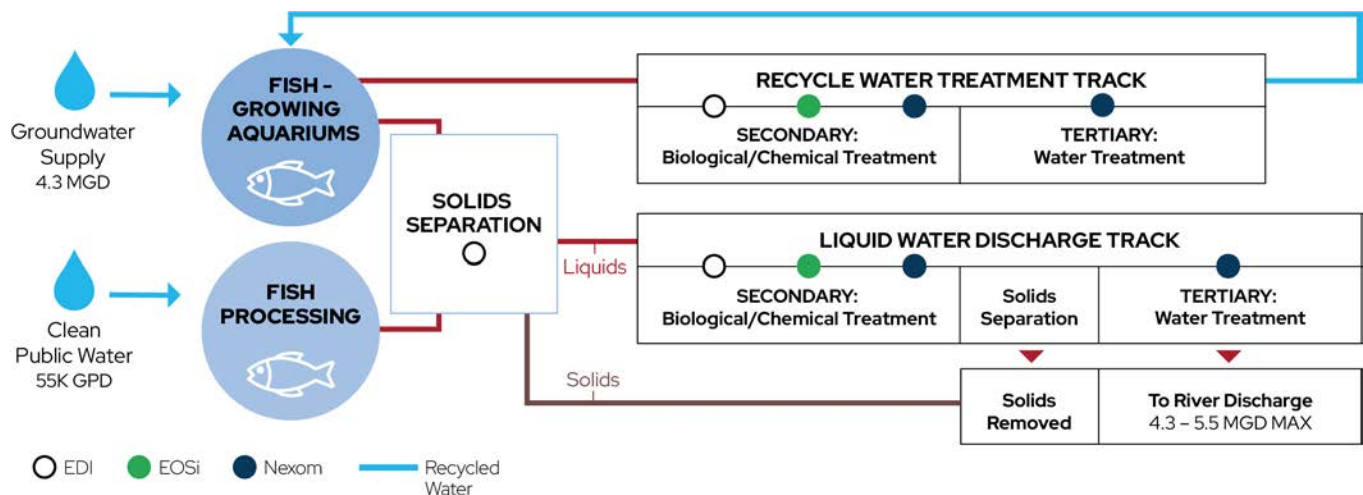 Groundwater
Supply
4.3 MGD
FISH -
GROWING
AQUARIUMS
Clean
Public Water
55K GPD
FISH
PROCESSING
SOLIDS
SEPARATION
Liquids
Solids
RECYCLE WATER TREATMENT TRACK
SECONDARY:
Biological/Chemical Treatment
TERTIARY:
Water Treatment
LIQUID WATER DISCHARGE TRACK
SECONDARY:
Biological/Chemical Treatment
Solids
Separation
TERTIARY:
Water Treatment
Solids
Removed
To River Discharge
4.3 – 5.5 MGD MAX
EDI
EOSi
Nexom
Recycled
Water